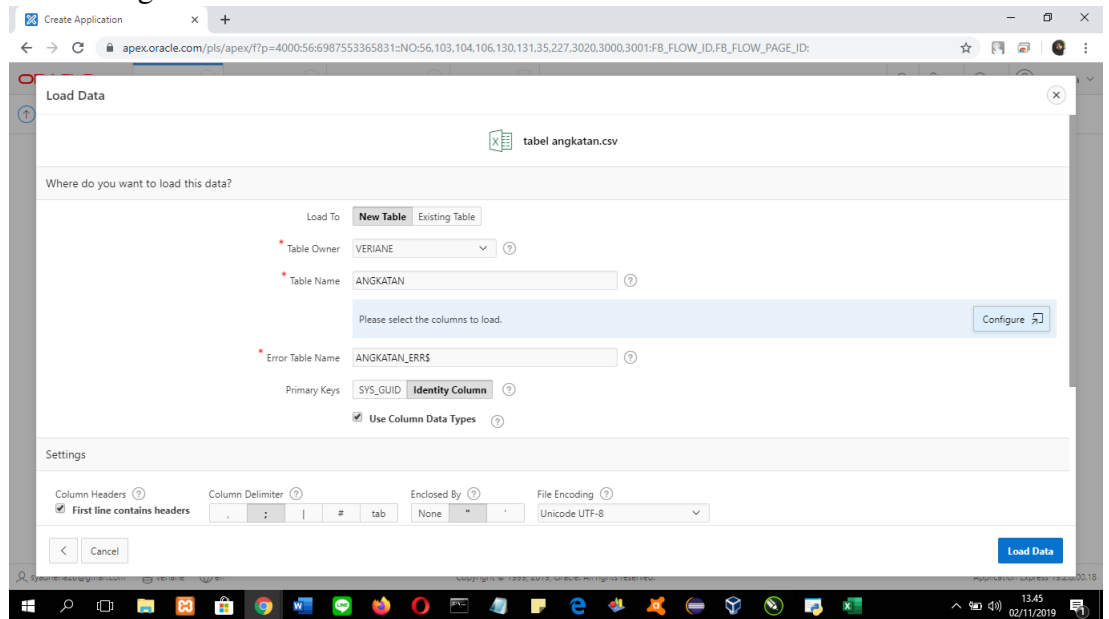 Create Application
apex.oracle.com/pls/apex/f?p=4000:56:6987553365831::NO:56,103,104,106,130,131,35,227,3020,3000,3001:FB_FLOW_ID,FB_FLOW_PAGE_ID:
Load Data
tabel angkatan.csv
Where do you want to load this data?
Load To New Table Existing Table
* Table Owner VERIANE
* Table Name ANGKATAN
Please select the columns to load. Configure
* Error Table Name ANGKATAN_ERR$
Primary Keys SYS_GUID Identity Column
Use Column Data Types
Settings
Column Headers Column Delimiter Enclosed By File Encoding
First line contains headers , ; | # tab None " ' Unicode UTF-8
< Cancel Load Data
13.45
02/11/2019